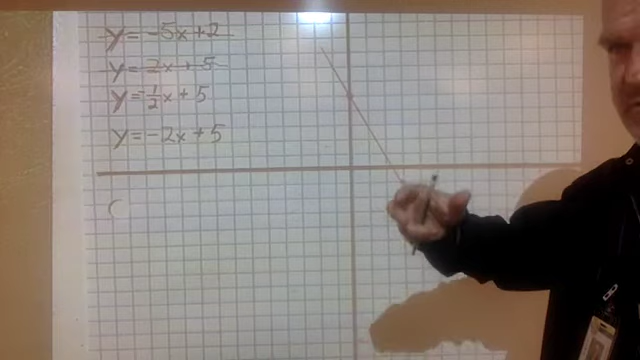 y = -5x + 2
y = 2x + 5
y = -1/2x + 5
y = -2x + 5
C